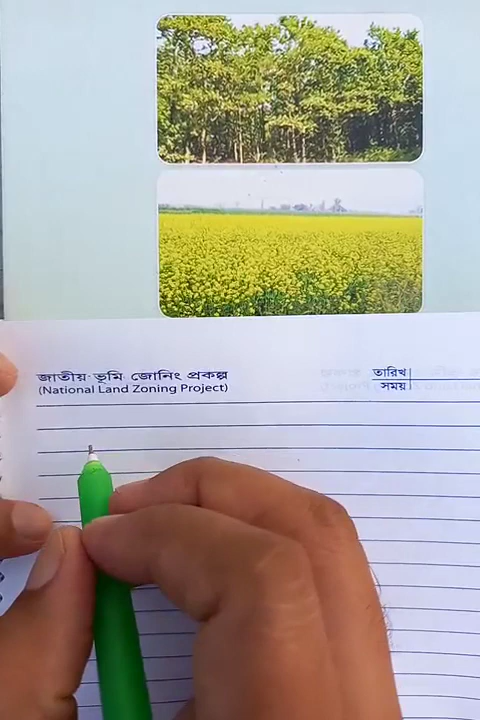 জাতীয় ভূমি জোনিং প্রকল্প
(National Land Zoning Project)
তারিখ
সময়